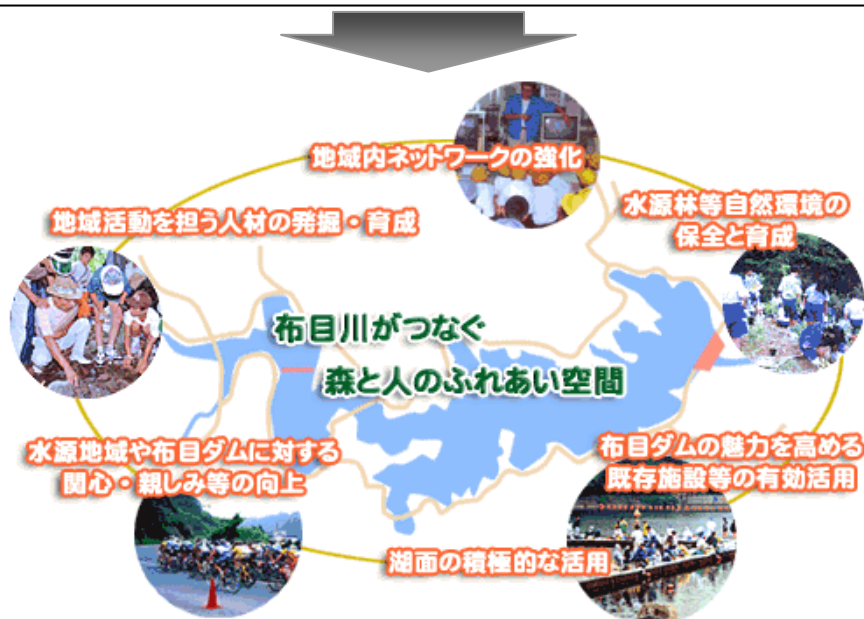 地域内ネットワークの強化
地域活動を担う人材の発掘・育成
水源林等自然環境の
保全と育成
布目川がつなぐ
森と人のふれあい空間
水源地域や布目ダムに対する
関心・親しみ等の向上
布目ダムの魅力を高める
既存施設等の有効活用
湖面の積極的な活用